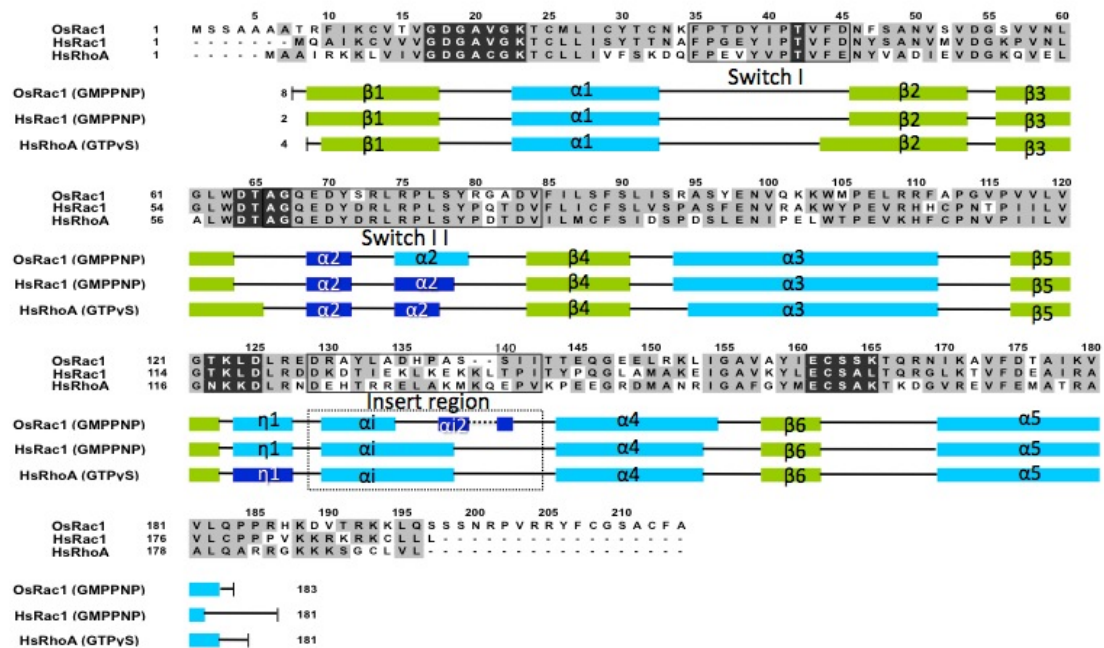 5 10 15 20 25 30 35 40 45 50 55 60
OsRac1 1 M S S A A A A T R F I K C V T V G D G A V G K T C M L I C Y T C N K F P T D Y I P T V F D N F S A N V S V D G S V V N L
HsRac1 1 - - - - - - - M Q A I K C V V V G D G A V G K T C L L I S Y T T N A F P G E Y I P T V F D N Y S A N V M V D G K P V N L
HsRhoA 1 - - - - - M A A I R K K L V I V G D G A C G K T C L L I V F S K D Q F P E V Y V P T V F E N Y V A D I E V D G K Q V E L
Switch I
OsRac1 (GMPPNP) 8 β1 α1 β2 β3
HsRac1 (GMPPNP) 2 β1 α1 β2 β3
HsRhoA (GTPγS) 4 β1 α1 β2 β3
65 70 75 80 85 90 95 100 105 110 115 120
OsRac1 61 G L W D T A G Q E D Y S R L R P L S Y R G A D V F I L S F S L I S R A S Y E N V Q K K W M P E L R R F A P G V P V V L V
HsRac1 54 G L W D T A G Q E D Y D R L R P L S Y P Q T D V F L I C F S L V S P A S F E N V R A K W Y P E V R H H C P N T P I I L V
HsRhoA 56 A L W D T A G Q E D Y D R L R P L S Y P D T D V I L M C F S I D S P D S L E N I P E L W T P E V K H F C P N V P I I L V
Switch I I
OsRac1 (GMPPNP) α2 α2 β4 α3 β5
HsRac1 (GMPPNP) α2 α2 β4 α3 β5
HsRhoA (GTPγS) α2 α2 β4 α3 β5
125 130 135 136 140 145 150 155 160 165 170 175 180
OsRac1 121 G T K L D L R E D R A Y L A D H P A S - - S I I T T E Q G E E L R K L I G A V A Y I E C S S K T Q R N I K A V F D T A I K V
HsRac1 114 G T K L D L R D D K D T I E K L K E K K L T P I T Y P Q G L A M A K E I G A V K Y L E C S A L T Q R G L K T V F D E A I R A
HsRhoA 116 G N K K D L R N D E H T R R E L A K M K Q E P V K P E E G R D M A N R I G A F G Y M E C S A K T K D G V R E V F E M A T R A
Insert region
OsRac1 (GMPPNP) η1 αi αi2 α4 β6 α5
HsRac1 (GMPPNP) η1 αi α4 β6 α5
HsRhoA (GTPγS) η1 αi α4 β6 α5
185 190 195 200 205 210
OsRac1 181 V L Q P P R H K D V T R K K L Q S S S N R P V R R Y F C G S A C F A
HsRac1 176 V L C P P P V K K R K R K C L L L - - - - - - - - - - - - - - - - -
HsRhoA 178 A L Q A R R G K K K S G C L V L - - - - - - - - - - - - - - - - - -
OsRac1 (GMPPNP) 183
HsRac1 (GMPPNP) 181
HsRhoA (GTPγS) 181